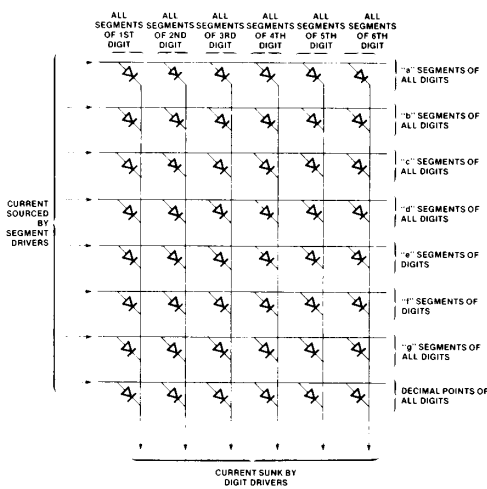 ALL SEGMENTS OF 1ST DIGIT
ALL SEGMENTS OF 2ND DIGIT
ALL SEGMENTS OF 3RD DIGIT
ALL SEGMENTS OF 4TH DIGIT
ALL SEGMENTS OF 5TH DIGIT
ALL SEGMENTS OF 6TH DIGIT
"a" SEGMENTS OF
ALL DIGITS
"b" SEGMENTS OF
ALL DIGITS
"c" SEGMENTS OF
ALL DIGITS
"d" SEGMENTS OF
ALL DIGITS
"e" SEGMENTS OF
DIGITS
"f" SEGMENTS OF
DIGITS
"g" SEGMENTS OF
ALL DIGITS
DECIMAL POINTS OF
ALL DIGITS
CURRENT
SOURCED
BY
SEGMENT
DRIVERS
CURRENT SUNK BY
DIGIT DRIVERS